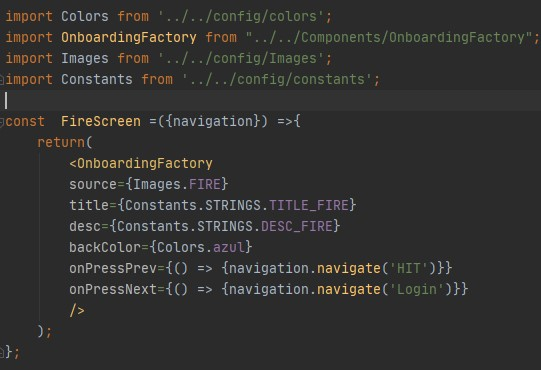 import Colors from '../../config/colors';
import OnboardingFactory from "../../Components/OnboardingFactory";
import Images from '../../config/Images';
import Constants from '../../config/constants';
const  FireScreen =({navigation}) =>{
return(
<OnboardingFactory
source={Images.FIRE}
title={Constants.STRINGS.TITLE_FIRE}
desc={Constants.STRINGS.DESC_FIRE}
backColor={Colors.azul}
onPressPrev={() => {navigation.navigate('HIT')}}
onPressNext={() => {navigation.navigate('Login')}}
/>
);
};